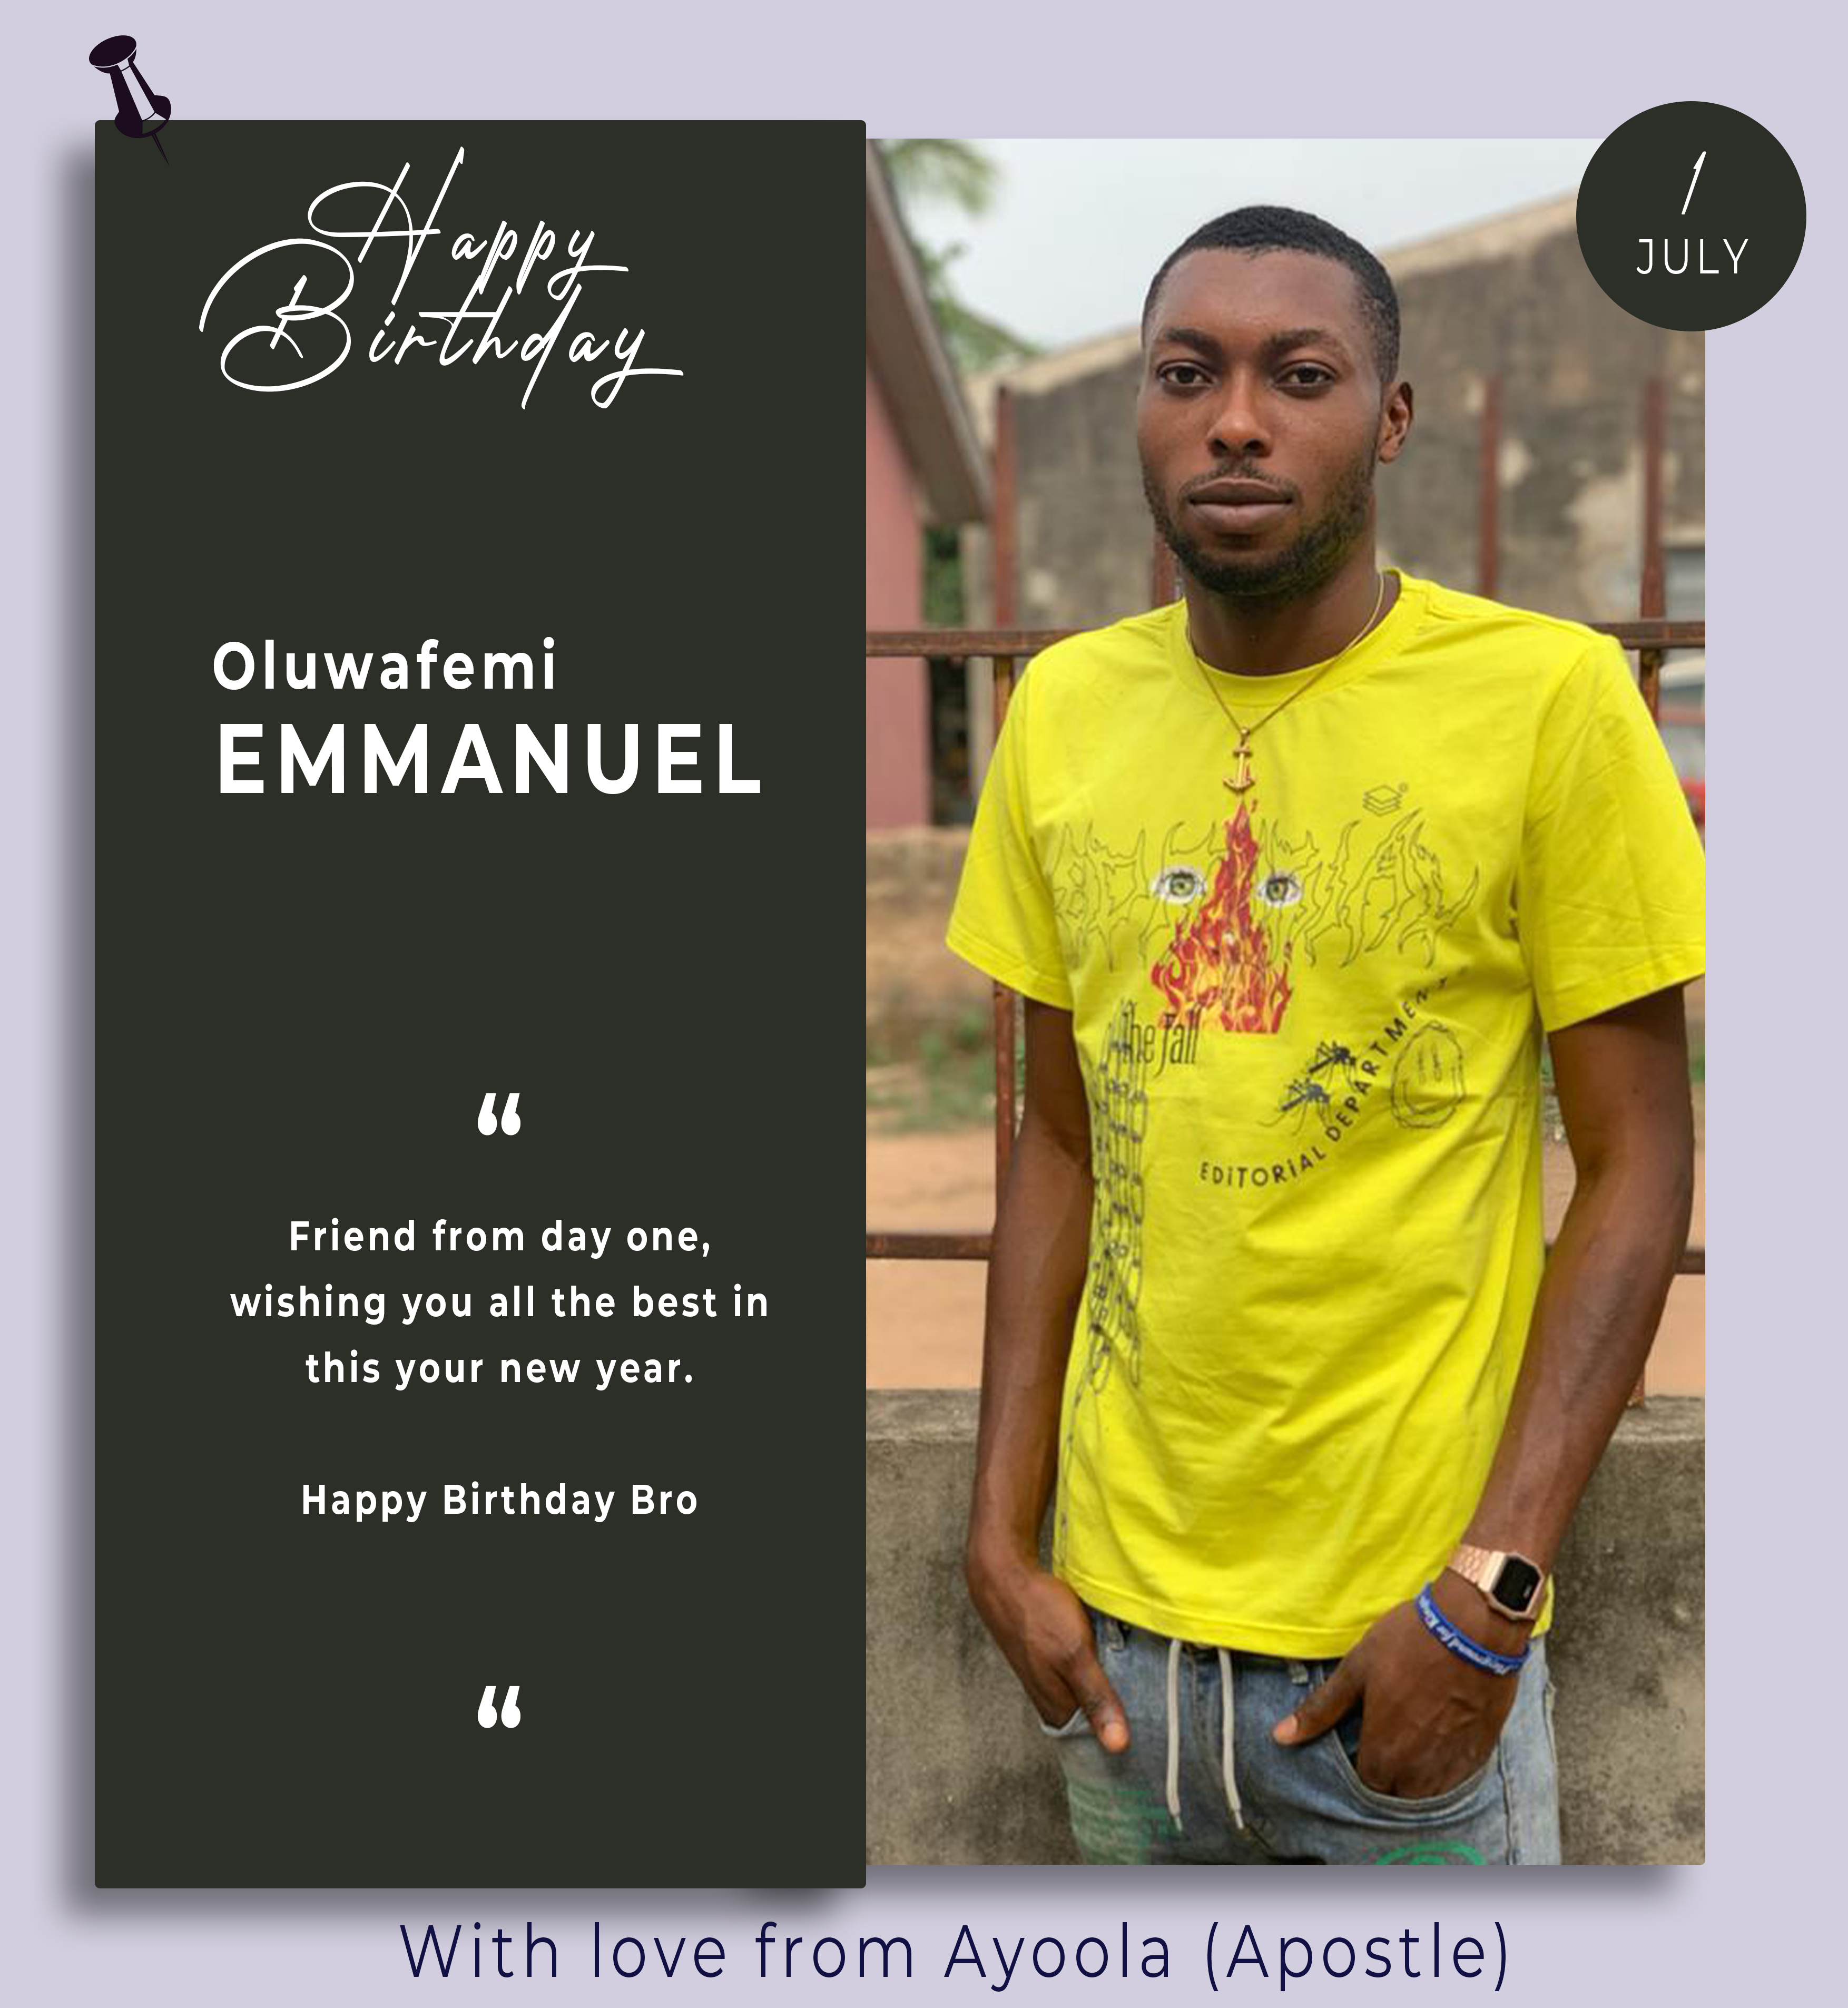 Happy
Birthday
1
JULY
Oluwafemi
EMMANUEL
“
Friend from day one,
wishing you all the best in
this your new year.
Happy Birthday Bro
“
the fall
EDiTORiAL DEPARTMENT
With love from Ayoola (Apostle)